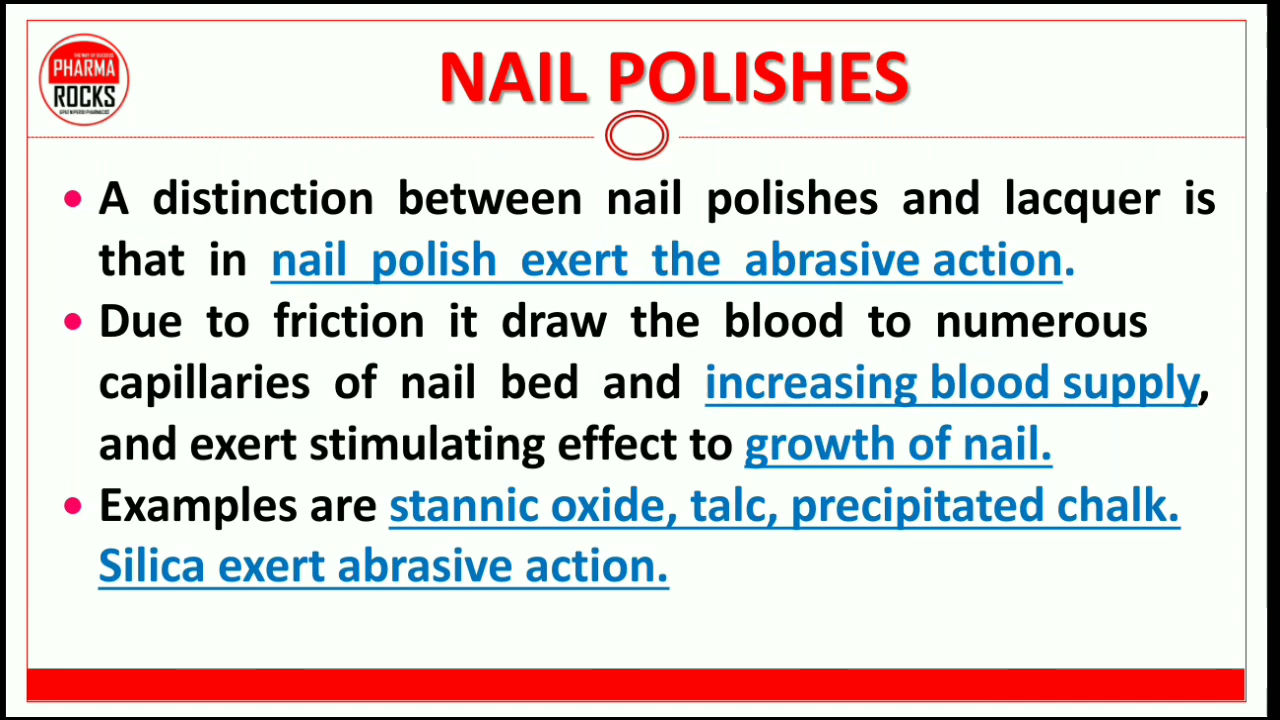 PHARMA
ROCKS
NAIL POLISHES
• A distinction between nail polishes and lacquer is
that in nail polish exert the abrasive action.
• Due to friction it draw the blood to numerous
capillaries of nail bed and increasing blood supply,
and exert stimulating effect to growth of nail.
• Examples are stannic oxide, talc, precipitated chalk.
Silica exert abrasive action.